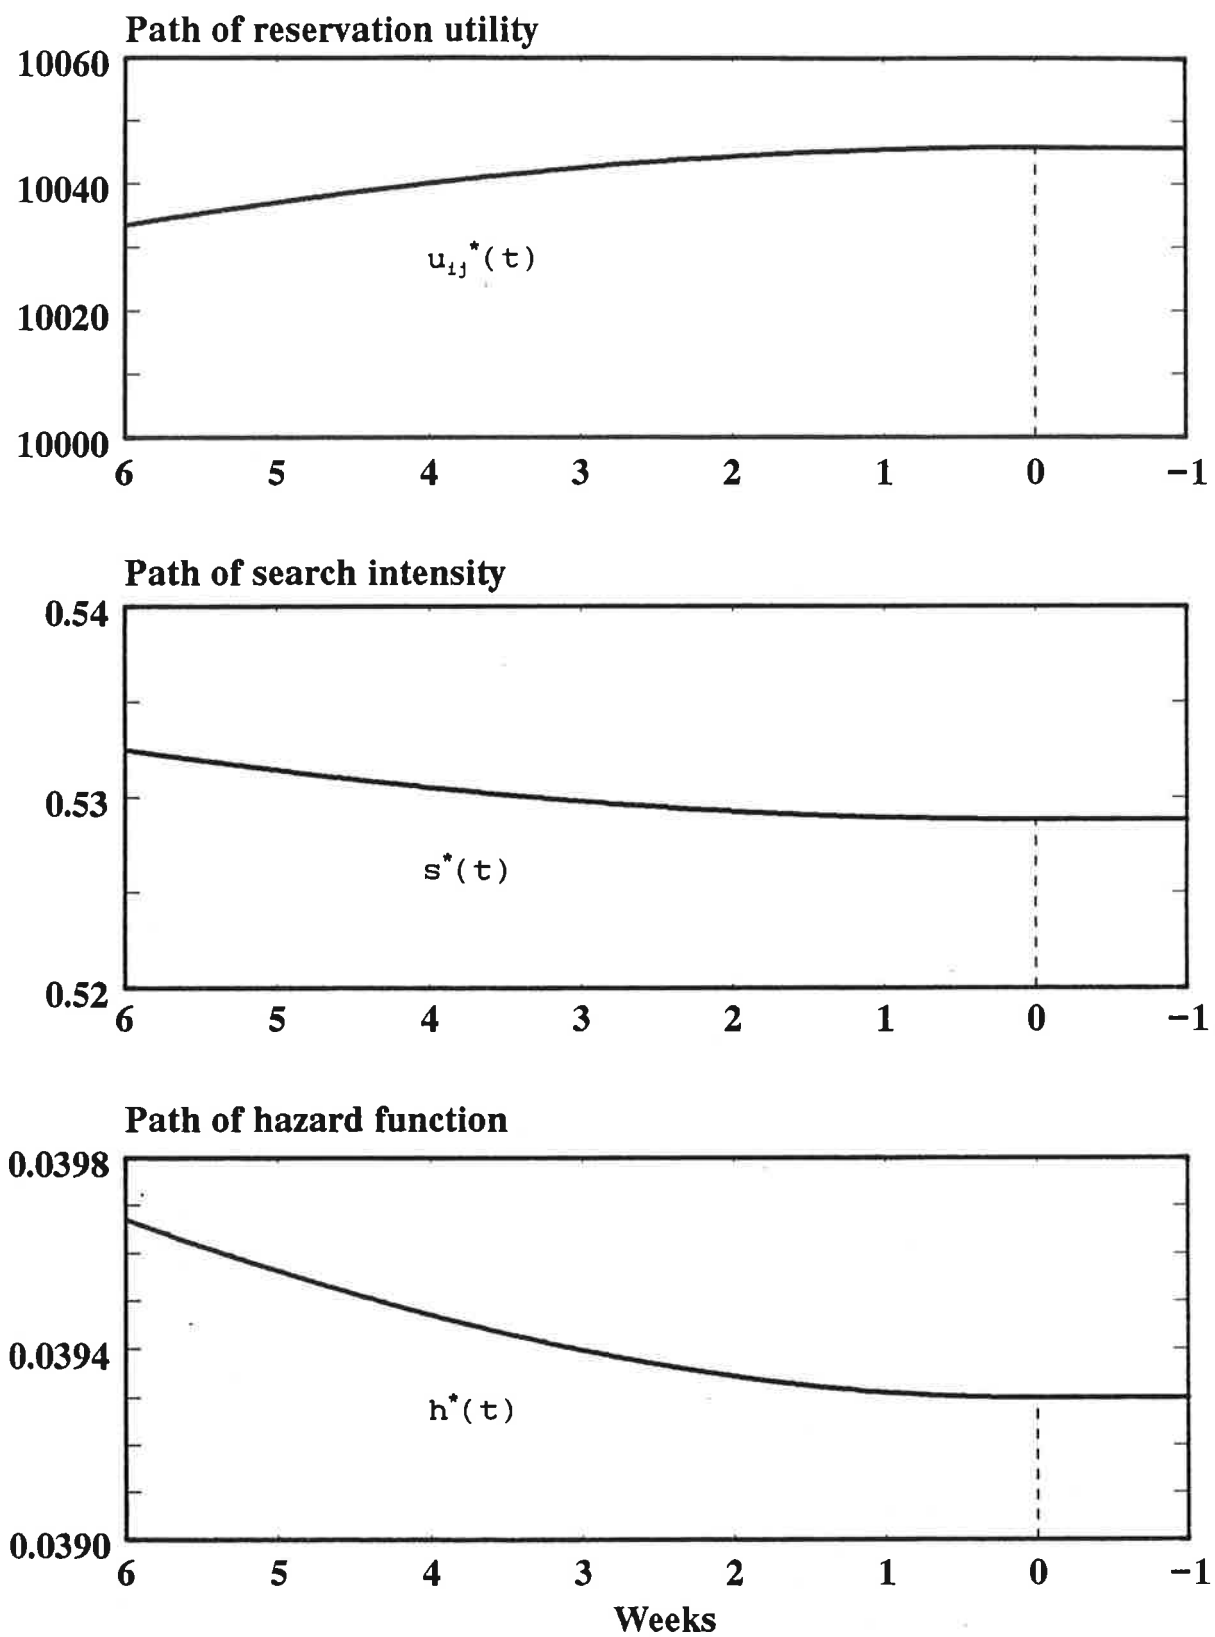 Path of reservation utility
10060
10040
u_ij*(t)
10020
10000
6 5 4 3 2 1 0 −1
Path of search intensity
0.54
0.53
s*(t)
0.52
6 5 4 3 2 1 0 −1
Path of hazard function
0.0398
0.0394
h*(t)
0.0390
6 5 4 3 2 1 0 −1
Weeks